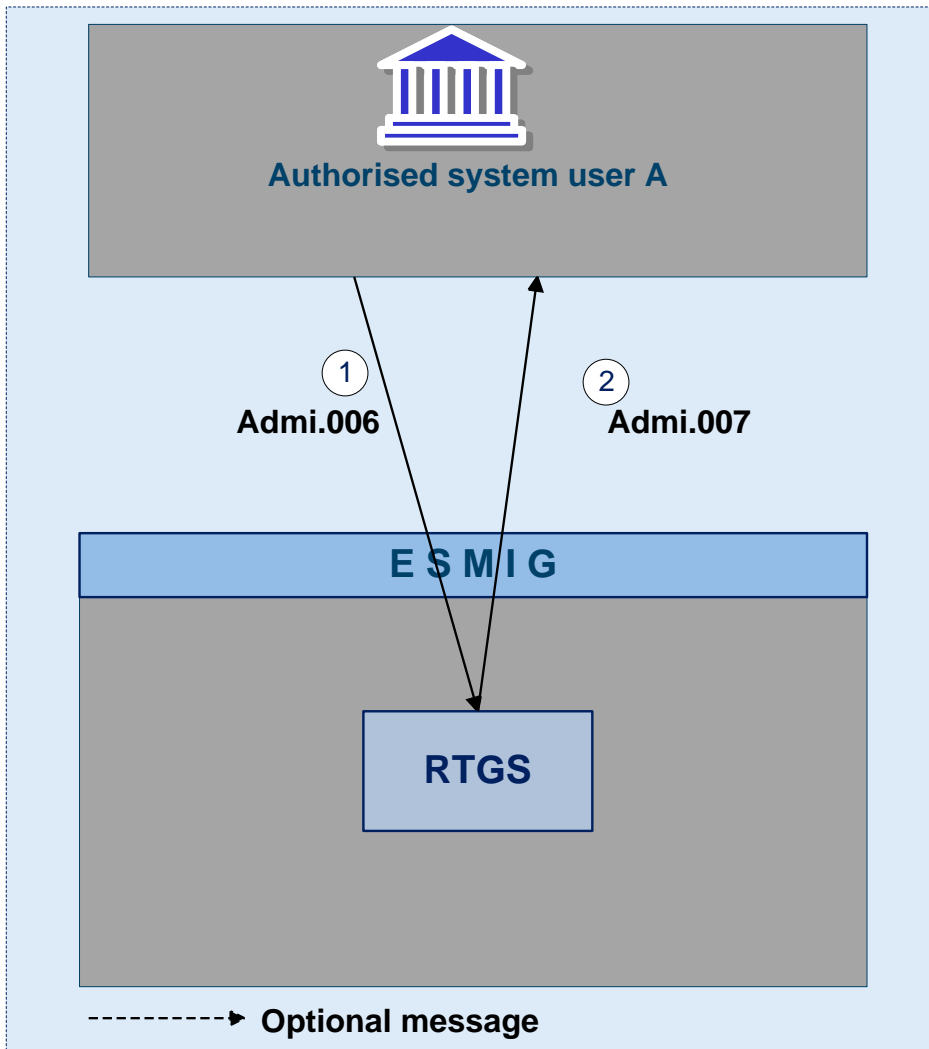 Authorised system user A
1
2
Admi.006
Admi.007
E S M I G
RTGS
Optional message